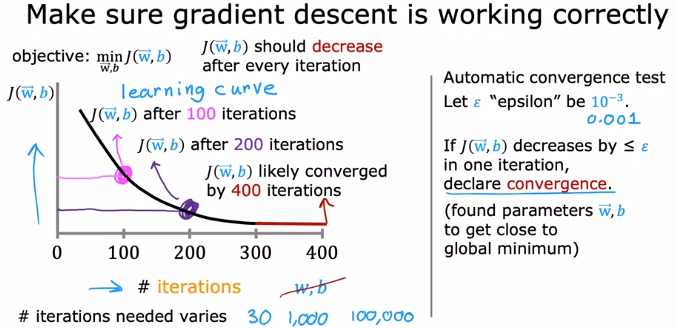 Make sure gradient descent is working correctly
objective: min J(w⃗, b)
w⃗,b
J(w⃗, b) should decrease
after every iteration
J(w⃗, b)
learning curve
J(w⃗, b) after 100 iterations
J(w⃗, b) after 200 iterations
J(w⃗, b) likely converged
by 400 iterations
0 100 200 300 400
# iterations
w, b
# iterations needed varies 30 1,000 100,000
Automatic convergence test
Let ε “epsilon” be 10⁻³.
0.001
If J(w⃗, b) decreases by ≤ ε
in one iteration,
declare convergence.
(found parameters w⃗, b
to get close to
global minimum)